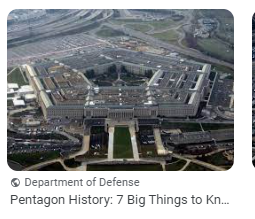 Department of Defense
Pentagon History: 7 Big Things to Kn...